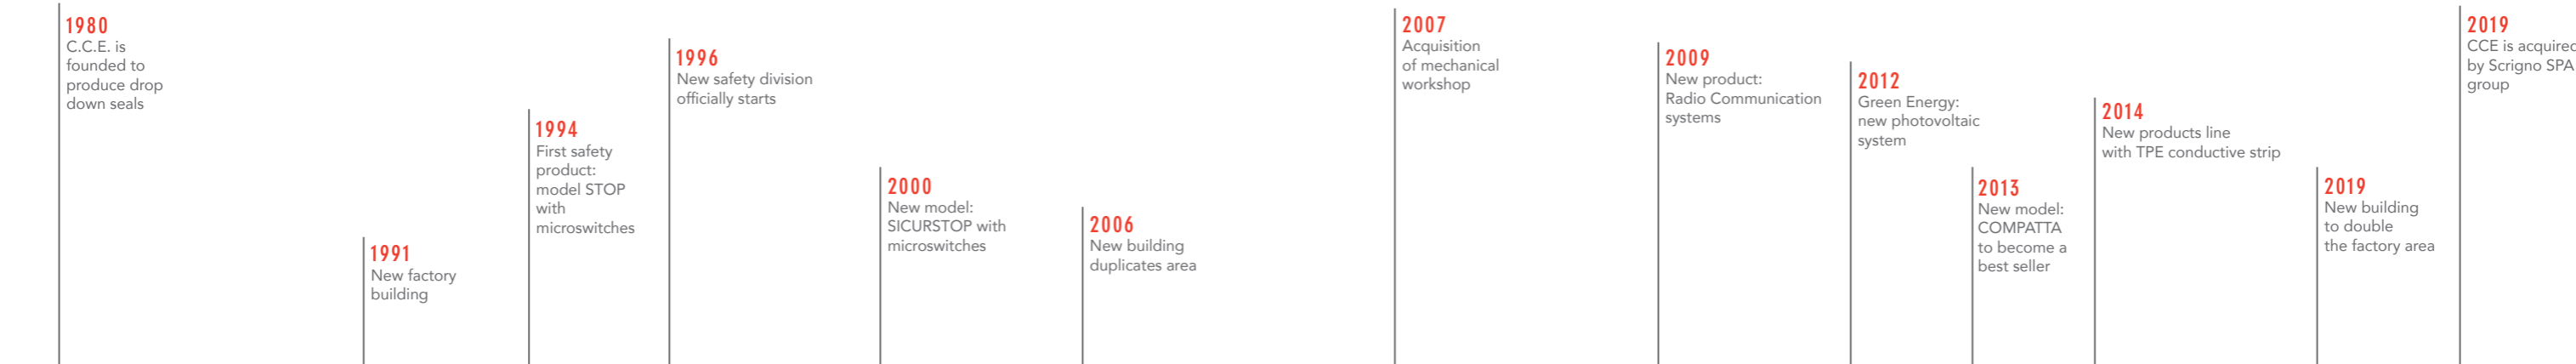 1980
C.C.E. is
founded to
produce drop
down seals
1991
New factory
building
1994
First safety
product:
model STOP
with
microswitches
1996
New safety division
officially starts
2000
New model:
SICURSTOP with
microswitches
2006
New building
duplicates area
2007
Acquisition
of mechanical
workshop
2009
New product:
Radio Communication
systems
2012
Green Energy:
new photovoltaic
system
2013
New model:
COMPATTA
to become a
best seller
2014
New products line
with TPE conductive strip
2019
New building
to double
the factory area
2019
CCE is acquired
by Scrigno SPA
group